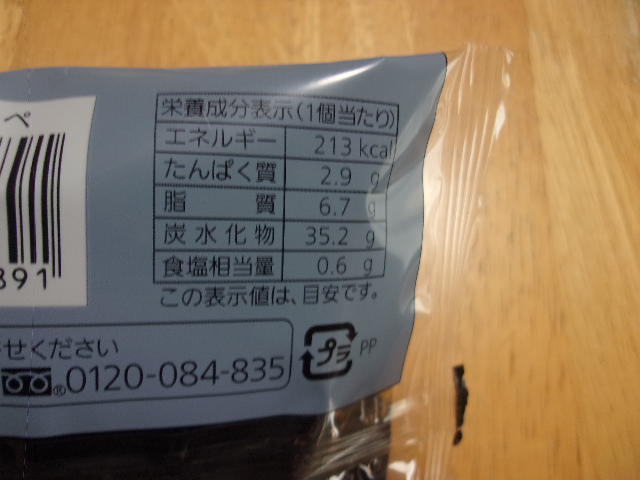 ぺ
891
栄養成分表示(1個当たり)
エネルギー 213 kcal
たんぱく質 2.9 g
脂質 6.7 g
炭水化物 35.2 g
食塩相当量 0.6 g
この表示値は、目安です。
せください
®0120-084-835
プラ PP